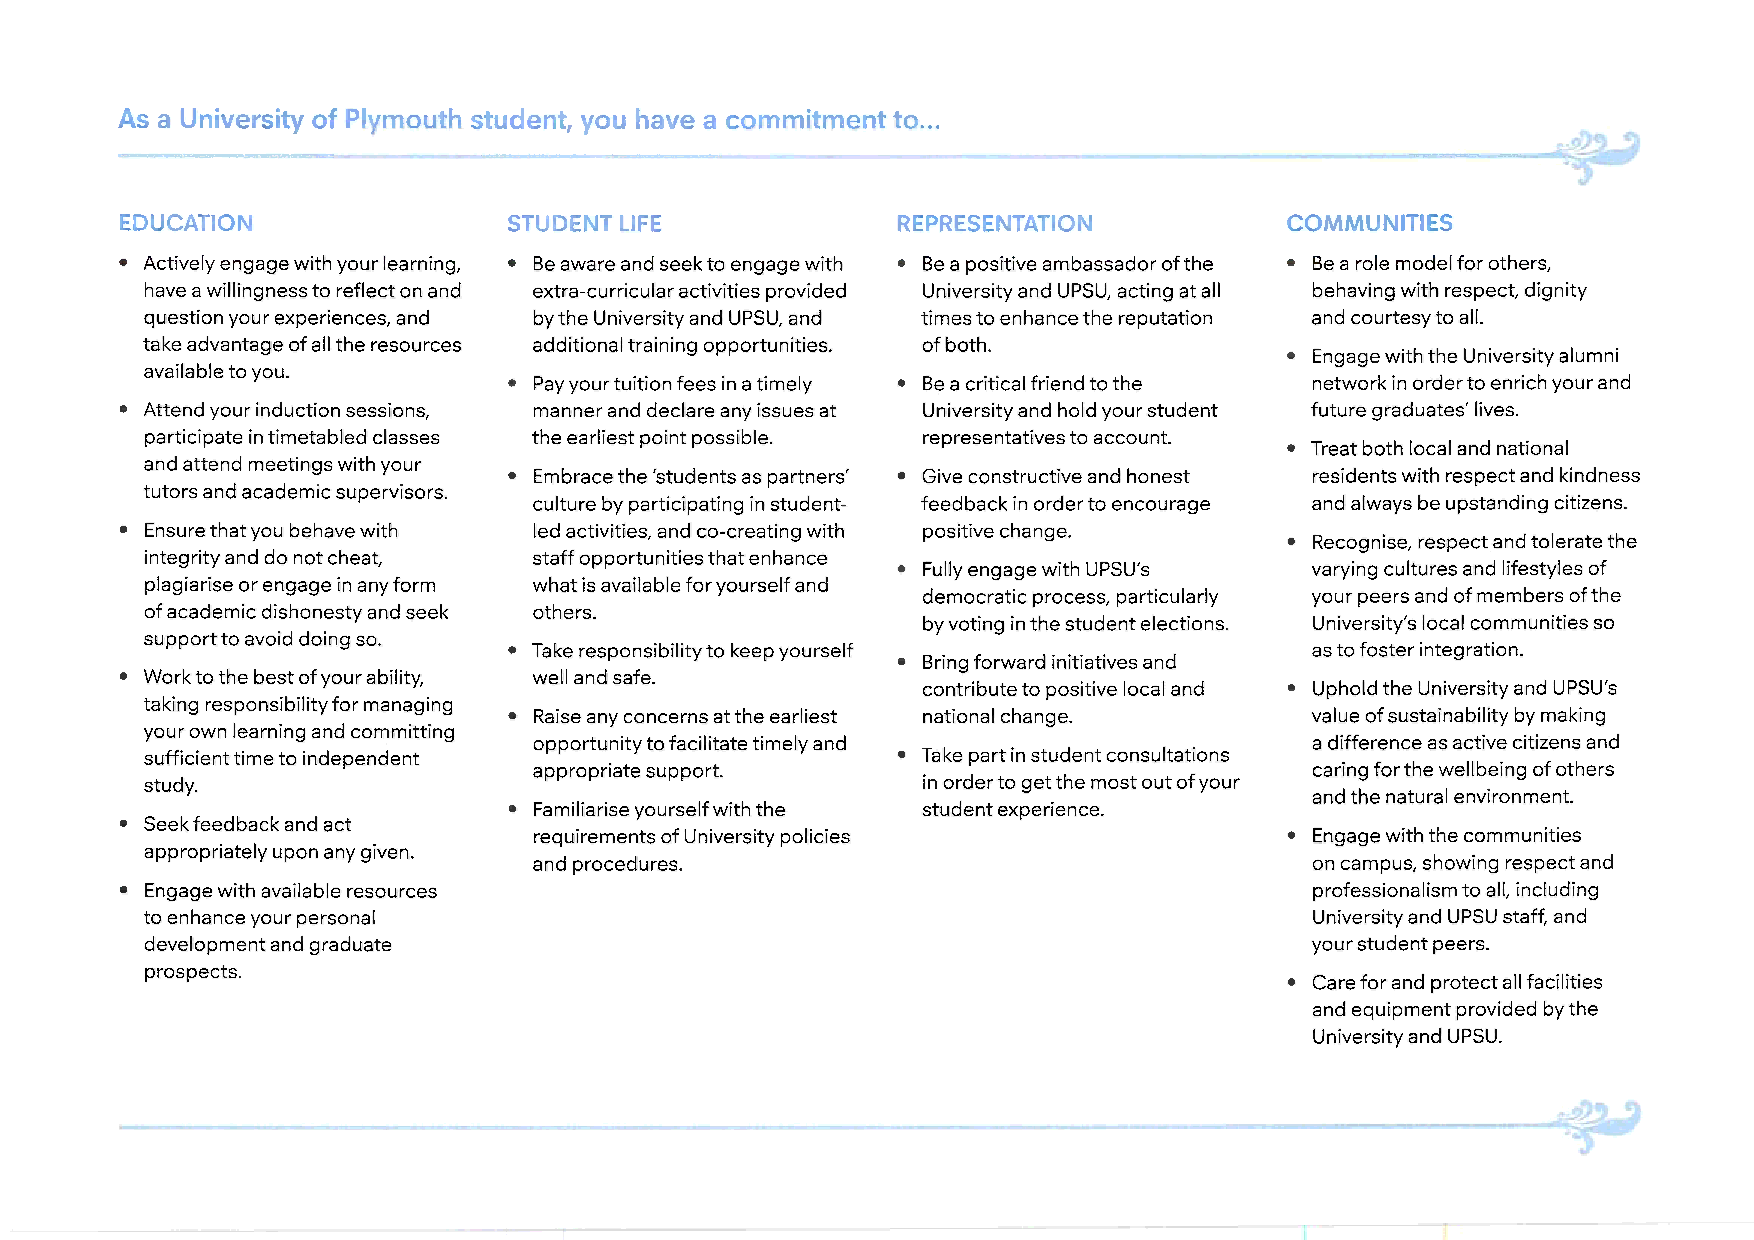 As a University of Plymouth student, you have a commitment to...
EDUCATION
• Actively engage with your learning,
have a willingness to reflect on and
question your experiences, and
take advantage of all the resources
available to you.
• Attend your induction sessions,
participate in timetabled classes
and attend meetings with your
tutors and academic supervisors.
• Ensure that you behave with
integrity and do not cheat,
plagiarise or engage in any form
of academic dishonesty and seek
support to avoid doing so.
• Work to the best of your ability,
taking responsibility for managing
your own learning and committing
sufficient time to independent
study.
• Seek feedback and act
appropriately upon any given.
• Engage with available resources
to enhance your personal
development and graduate
prospects.
STUDENT LIFE
• Be aware and seek to engage with
extra-curricular activities provided
by the University and UPSU, and
additional training opportunities.
• Pay your tuition fees in a timely
manner and declare any issues at
the earliest point possible.
• Embrace the 'students as partners'
culture by participating in student-
led activities, and co-creating with
staff opportunities that enhance
what is available for yourself and
others.
• Take responsibility to keep yourself
well and safe.
• Raise any concerns at the earliest
opportunity to facilitate timely and
appropriate support.
• Familiarise yourself with the
requirements of University policies
and procedures.
REPRESENTATION
• Be a positive ambassador of the
University and UPSU, acting at all
times to enhance the reputation
of both.
• Be a critical friend to the
University and hold your student
representatives to account.
• Give constructive and honest
feedback in order to encourage
positive change.
• Fully engage with UPSU's
democratic process, particularly
by voting in the student elections.
• Bring forward initiatives and
contribute to positive local and
national change.
• Take part in student consultations
in order to get the most out of your
student experience.
COMMUNITIES
• Be a role model for others,
behaving with respect, dignity
and courtesy to all.
• Engage with the University alumni
network in order to enrich your and
future graduates' lives.
• Treat both local and national
residents with respect and kindness
and always be upstanding citizens.
• Recognise, respect and tolerate the
varying cultures and lifestyles of
your peers and of members of the
University's local communities so
as to foster integration.
• Uphold the University and UPSU's
value of sustainability by making
a difference as active citizens and
caring for the wellbeing of others
and the natural environment.
• Engage with the communities
on campus, showing respect and
professionalism to all, including
University and UPSU staff, and
your student peers.
• Care for and protect all facilities
and equipment provided by the
University and UPSU.